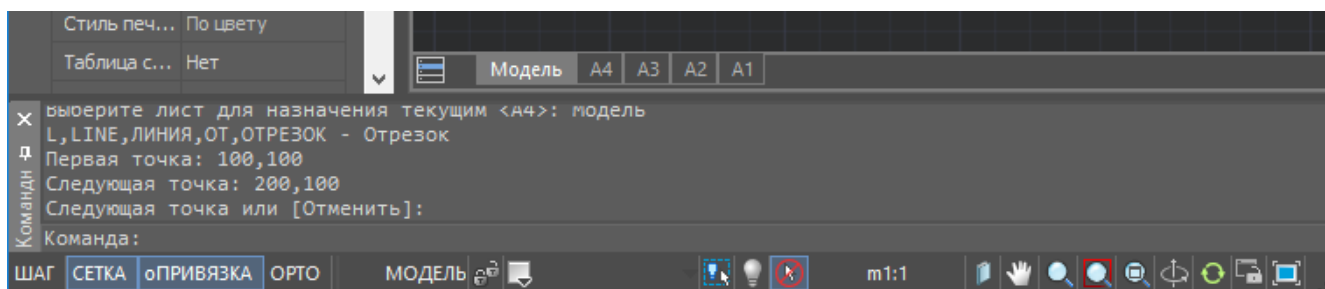 Стиль печ... По цвету
Таблица с... Нет
Модель A4 A3 A2 A1
Выберите лист для назначения текущим <A4>: Модель
L,LINE,ЛИНИЯ,ОТ,ОТРЕЗОК - Отрезок
Первая точка: 100,100
Следующая точка: 200,100
Следующая точка или [Отменить]:
Командн
Команда:
ШАГ СЕТКА оПРИВЯЗКА ОРТО МОДЕЛЬ m1:1